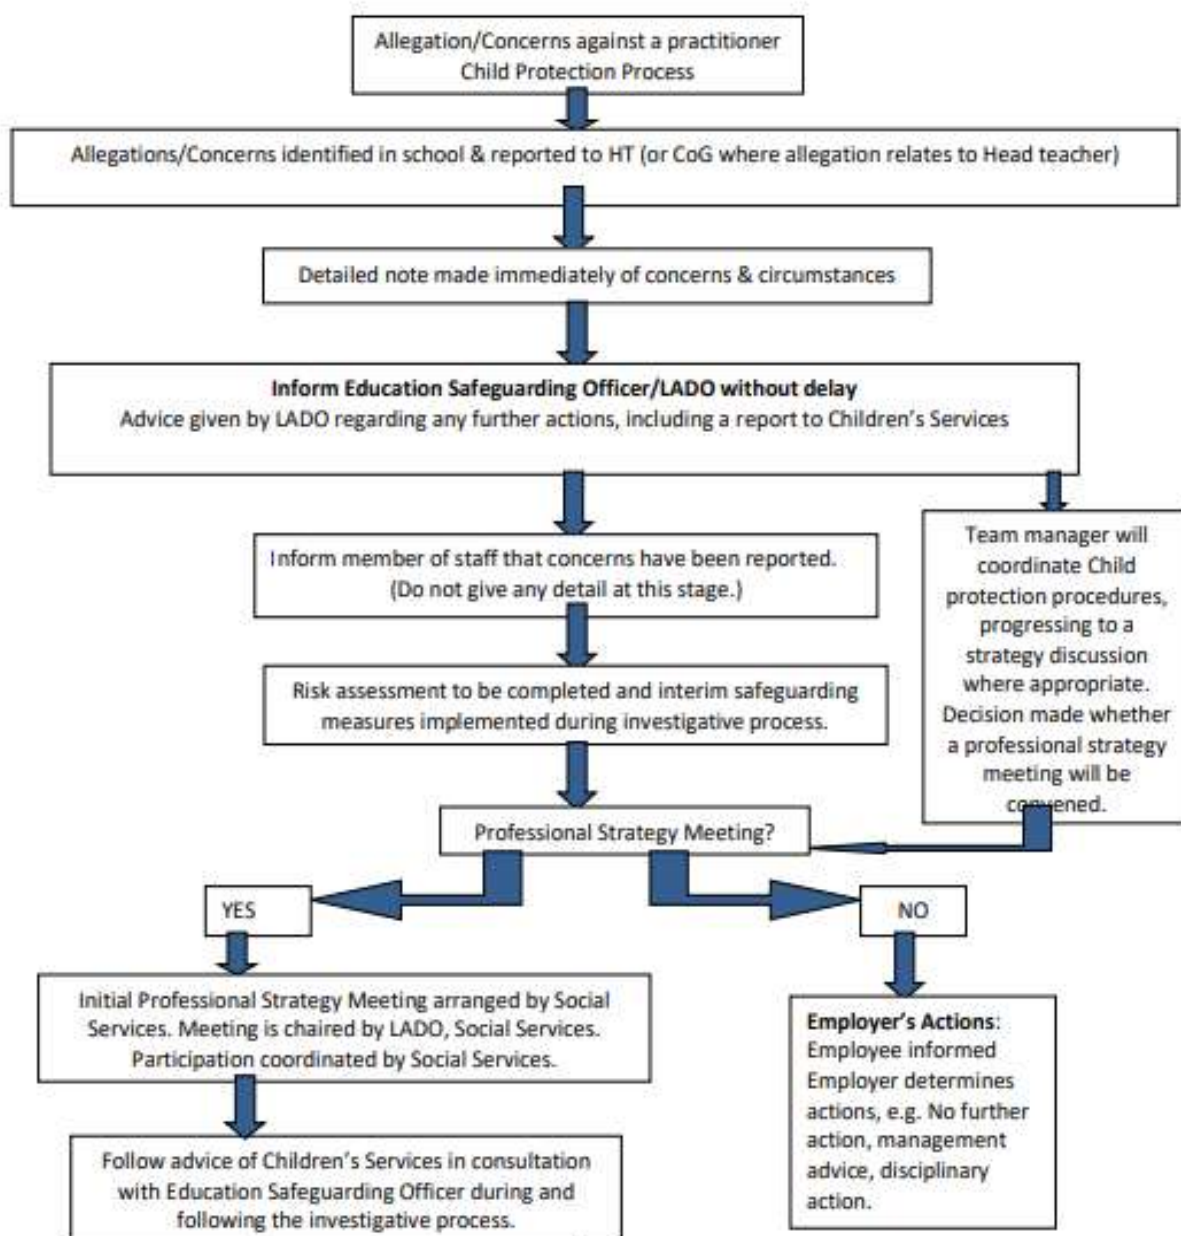 Allegation/Concerns against a practitioner
Child Protection Process
Allegations/Concerns identified in school & reported to HT (or CoG where allegation relates to Head teacher)
Detailed note made immediately of concerns & circumstances
Inform Education Safeguarding Officer/LADO without delay
Advice given by LADO regarding any further actions, including a report to Children's Services
Inform member of staff that concerns have been reported.
(Do not give any detail at this stage.)
Risk assessment to be completed and interim safeguarding
measures implemented during investigative process.
Team manager will
coordinate Child
protection procedures,
progressing to a
strategy discussion
where appropriate.
Decision made whether
a professional strategy
meeting will be
convened.
Professional Strategy Meeting?
YES
NO
Initial Professional Strategy Meeting arranged by Social
Services. Meeting is chaired by LADO, Social Services.
Participation coordinated by Social Services.
Employer's Actions:
Employee informed
Employer determines
actions, e.g. No further
action, management
advice, disciplinary
action.
Follow advice of Children's Services in consultation
with Education Safeguarding Officer during and
following the investigative process.